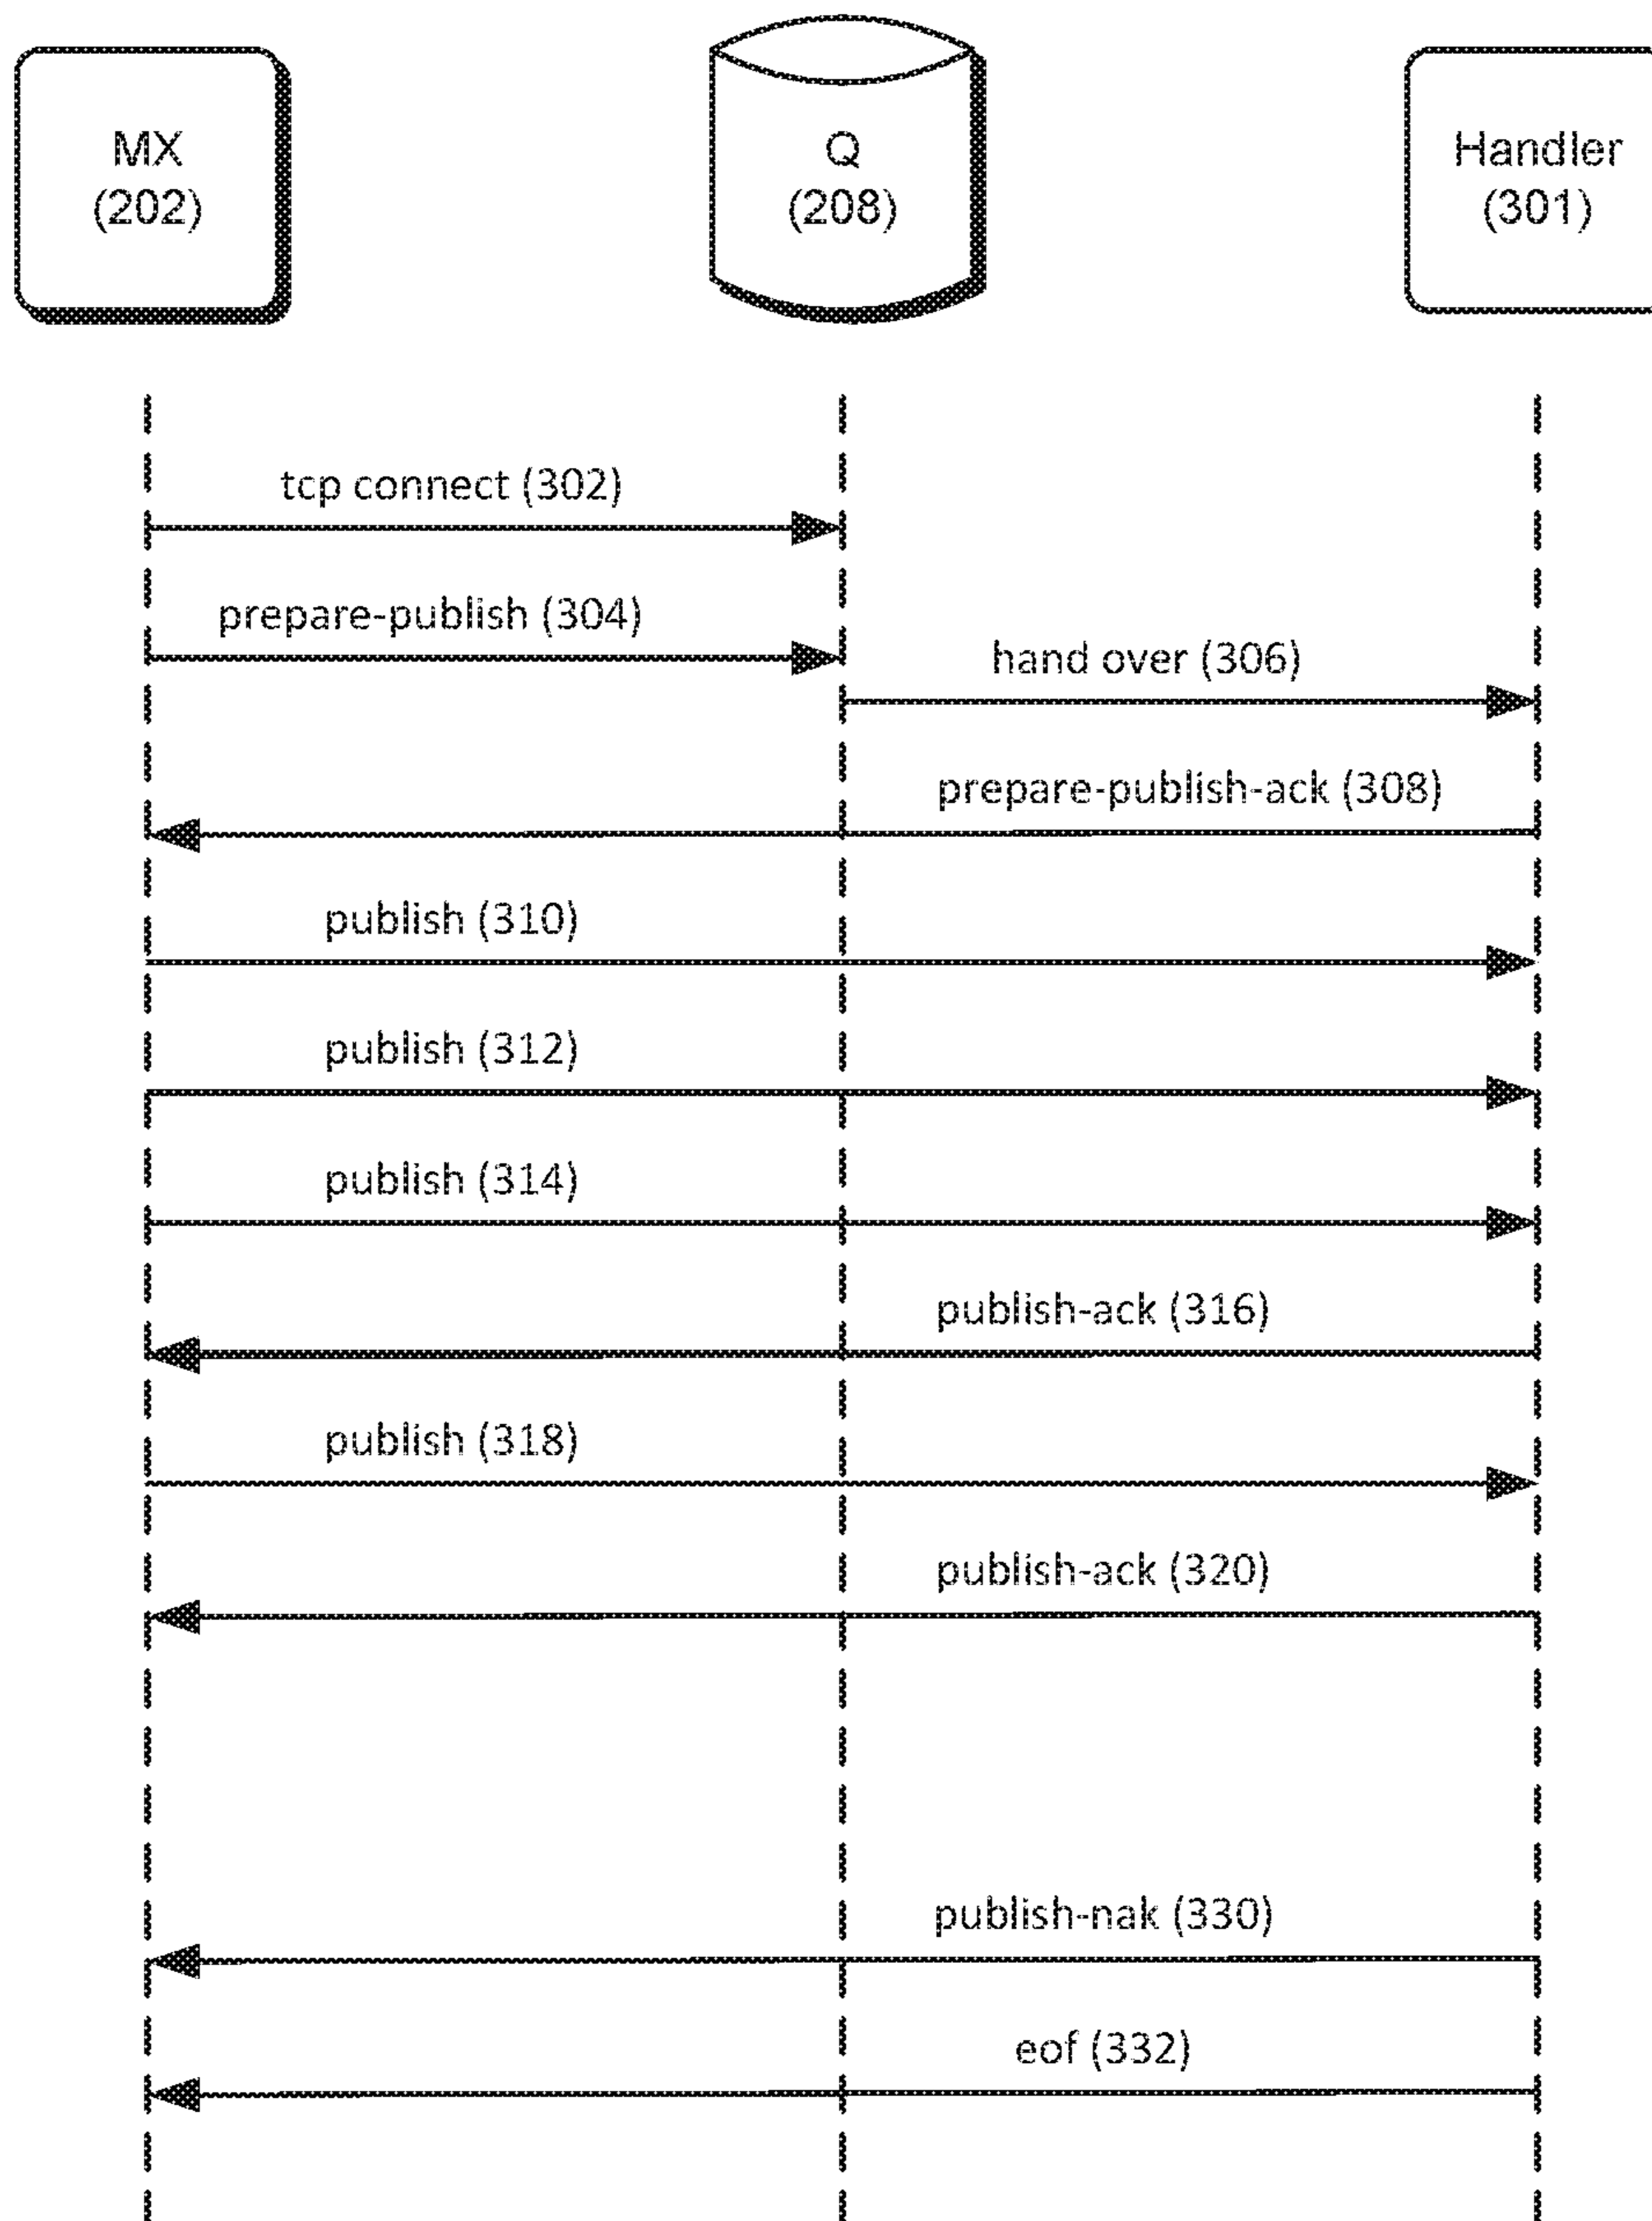 MX
(202)
Q
(208)
Handler
(301)
tcp connect (302)
prepare-publish (304)
hand over (306)
prepare-publish-ack (308)
publish (310)
publish (312)
publish (314)
publish-ack (316)
publish (318)
publish-ack (320)
publish-nak (330)
eof (332)